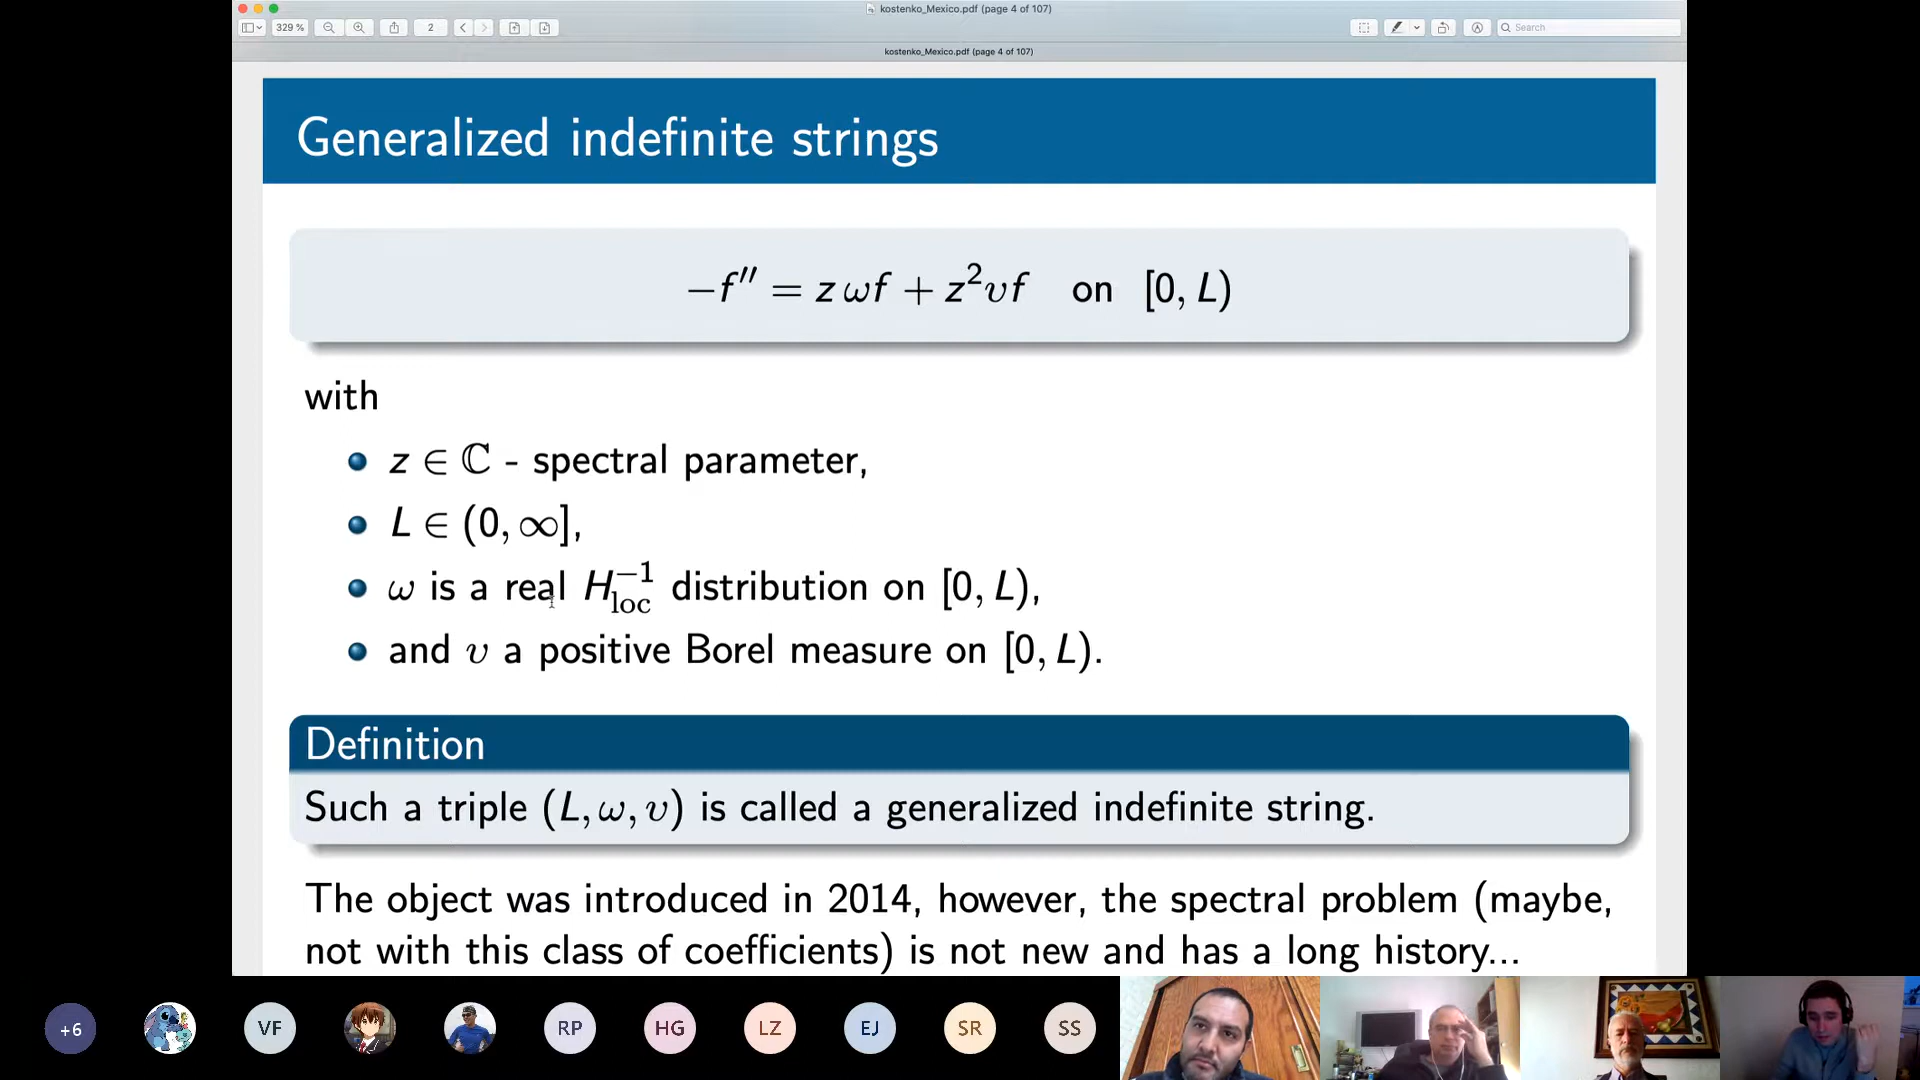 kostenko_Mexico.pdf (page 4 of 107)
329 %
2
Search
kostenko_Mexico.pdf (page 4 of 107)
Generalized indefinite strings
−f″ = z ωf + z²υf on [0, L)
with
z ∈ ℂ - spectral parameter,
L ∈ (0, ∞],
ω is a real H⁻¹_loc distribution on [0, L),
and υ a positive Borel measure on [0, L).
Definition
Such a triple (L, ω, υ) is called a generalized indefinite string.
The object was introduced in 2014, however, the spectral problem (maybe,
not with this class of coefficients) is not new and has a long history...
+6 VF RP HG LZ EJ SR SS